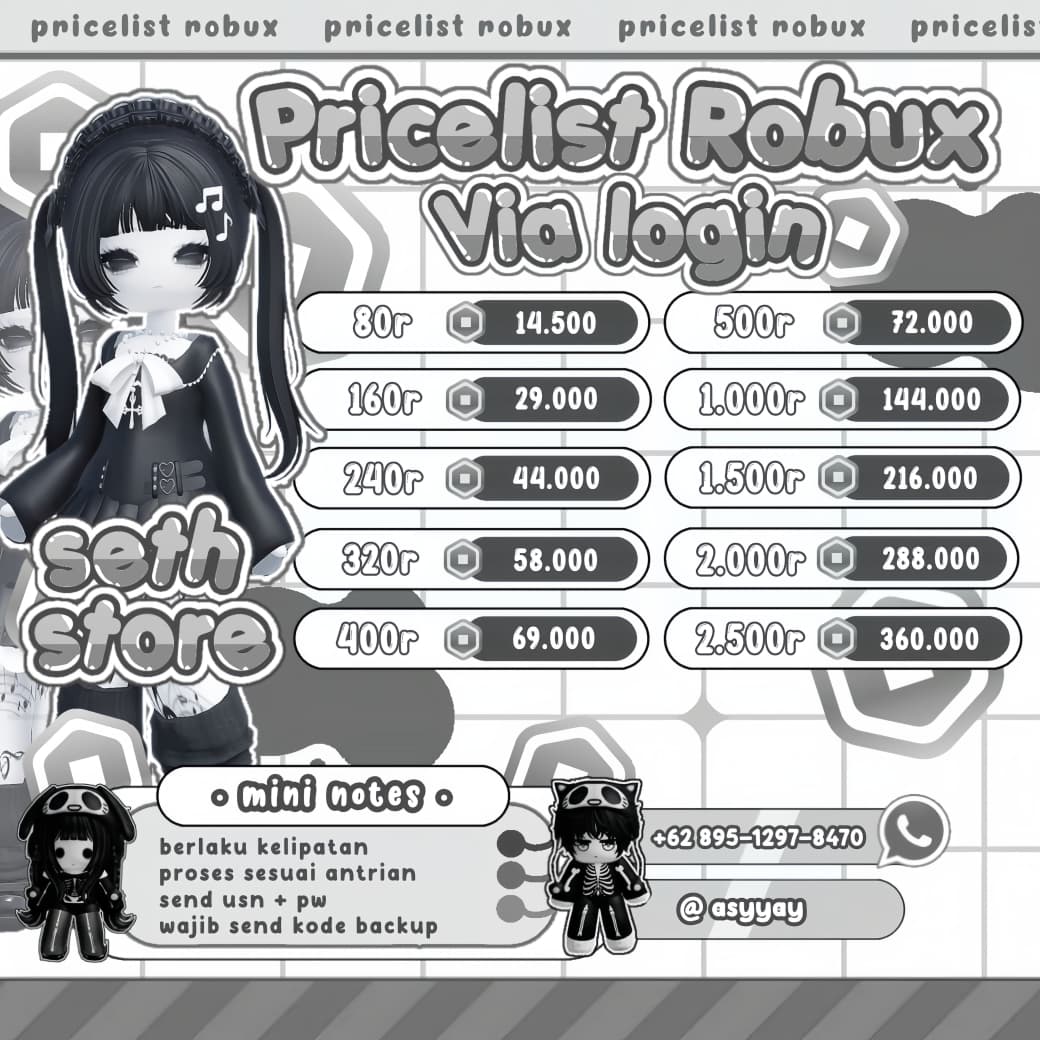 pricelist robux pricelist robux pricelist robux pricelis
Pricelist Robux
Via login
80r 14.500
160r 29.000
240r 44.000
320r 58.000
400r 69.000
500r 72.000
1.000r 144.000
1.500r 216.000
2.000r 288.000
2.500r 360.000
seth
store
mini notes
berlaku kelipatan
proses sesuai antrian
send usn + pw
wajib send kode backup
+62 895-1297-8470
@ asyyay